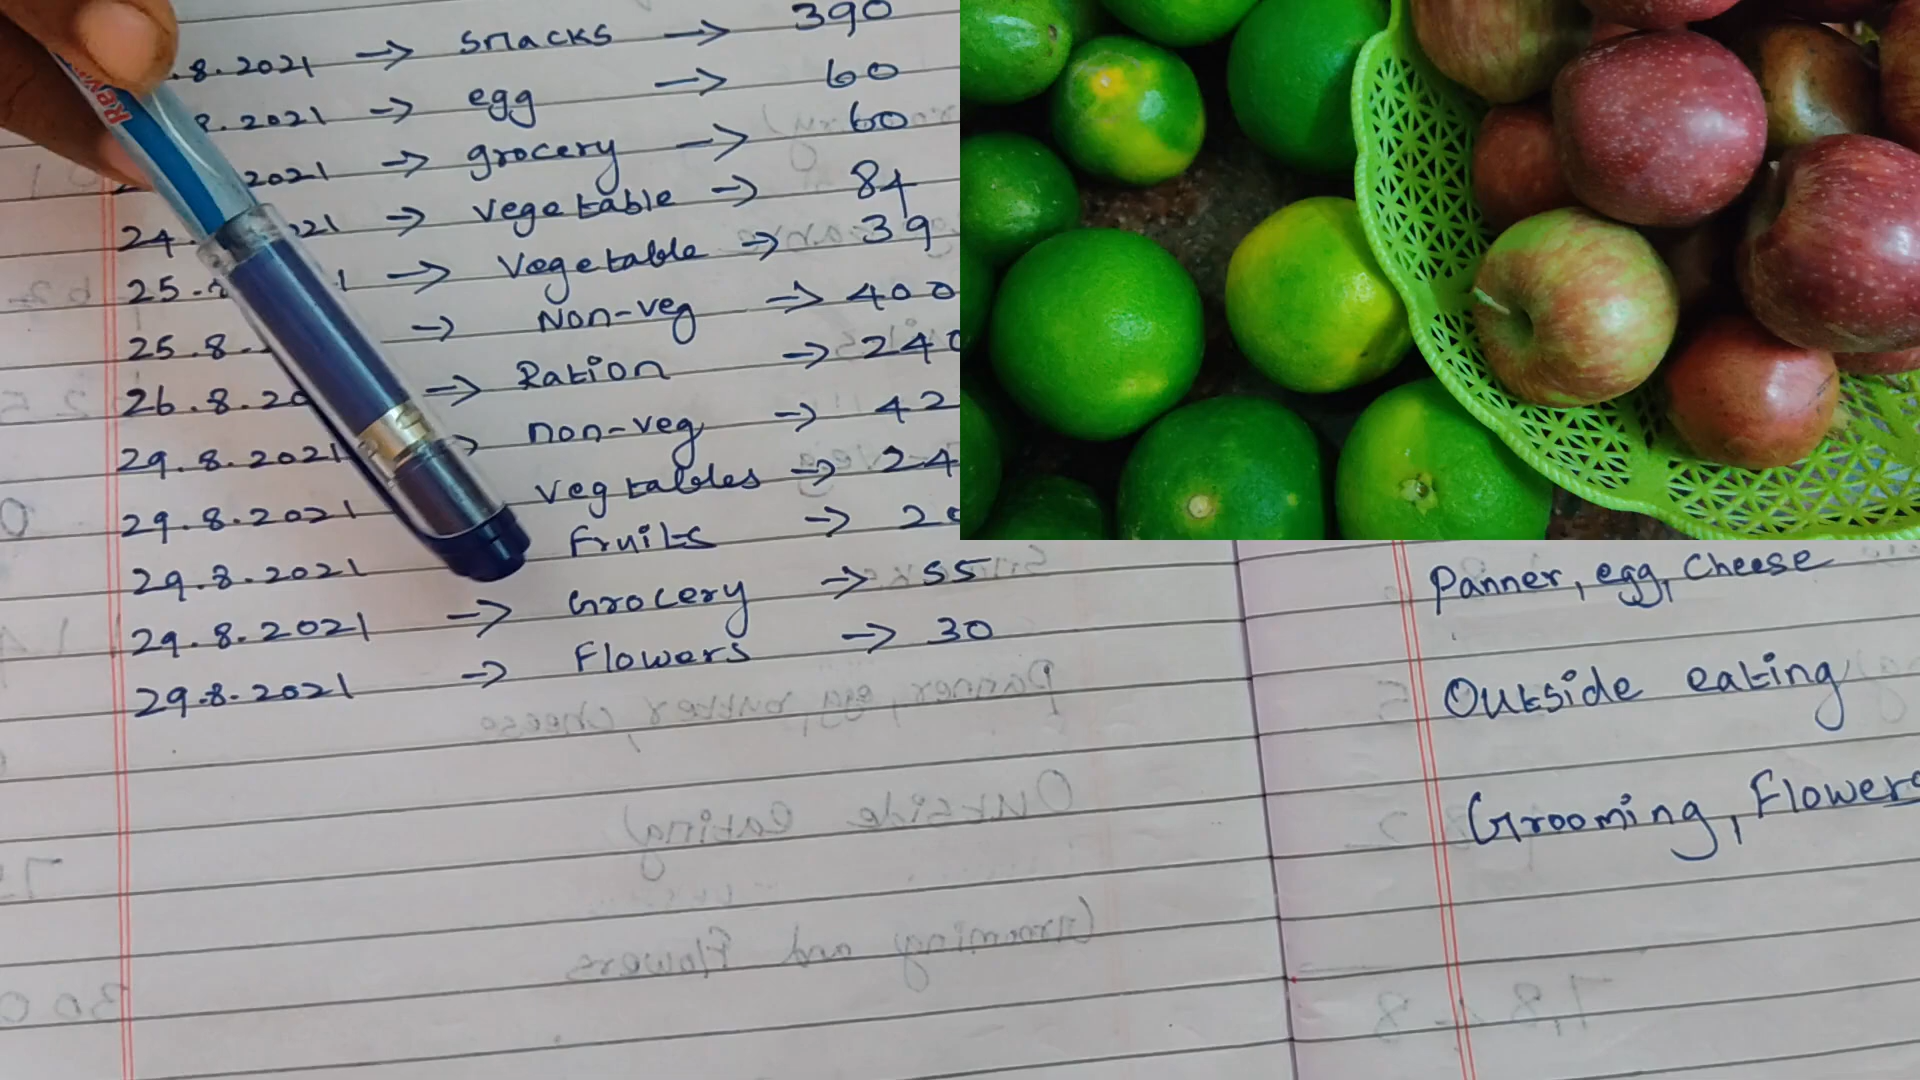 .8.2021 → snacks → 390
8.2021 → egg → 60
2021 → grocery → 60
24. 021 → vegetable → 84
25. 1 → Vegetable → 39
25.8. → Non-veg → 400
26.8.20 → Ration → 240
29.8.2021 → non-veg → 42
29.8.2021 vegtables → 24
29.8.2021 Fruits → 20
29.8.2021 → Grocery → 55
29.8.2021 → Flowers → 30
Panner, egg, Cheese
Outside eating
Grooming, Flowers